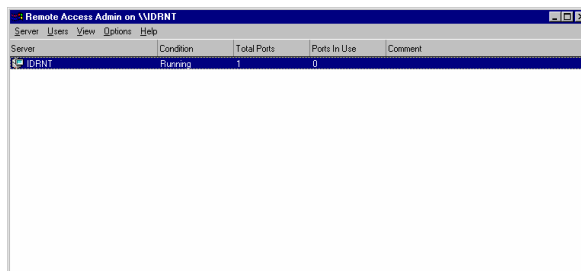 Remote Access Admin on \\IDRNT
Server Users View Options Help
Server Condition Total Ports Ports In Use Comment
IDRNT Running 1 0